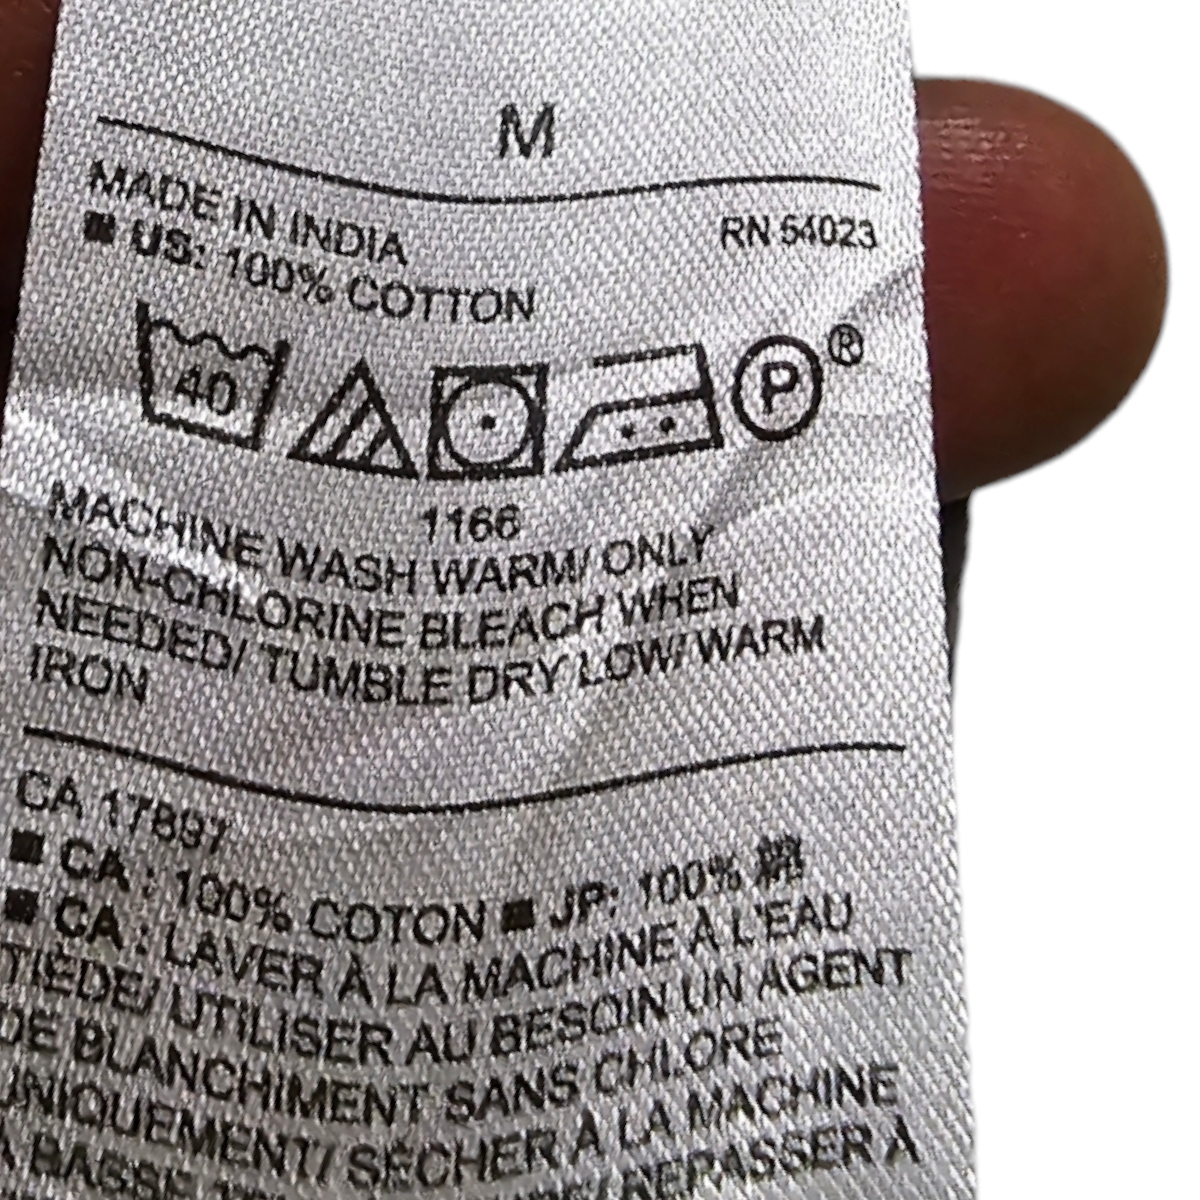 M
MADE IN INDIA
RN 54023
■ US: 100% COTTON
40
P ®
1166
MACHINE WASH WARM/ ONLY
NON-CHLORINE BLEACH WHEN
NEEDED/ TUMBLE DRY LOW/ WARM
IRON
CA 17897
■ CA : 100% COTON ■ JP: 100% 綿
■ CA : LAVER À LA MACHINE À L'EAU
TIÈDE/ UTILISER AU BESOIN UN AGENT
DE BLANCHIMENT SANS CHLORE
UNIQUEMENT/ SÉCHER À LA MACHINE
À BASSE REPASSER À